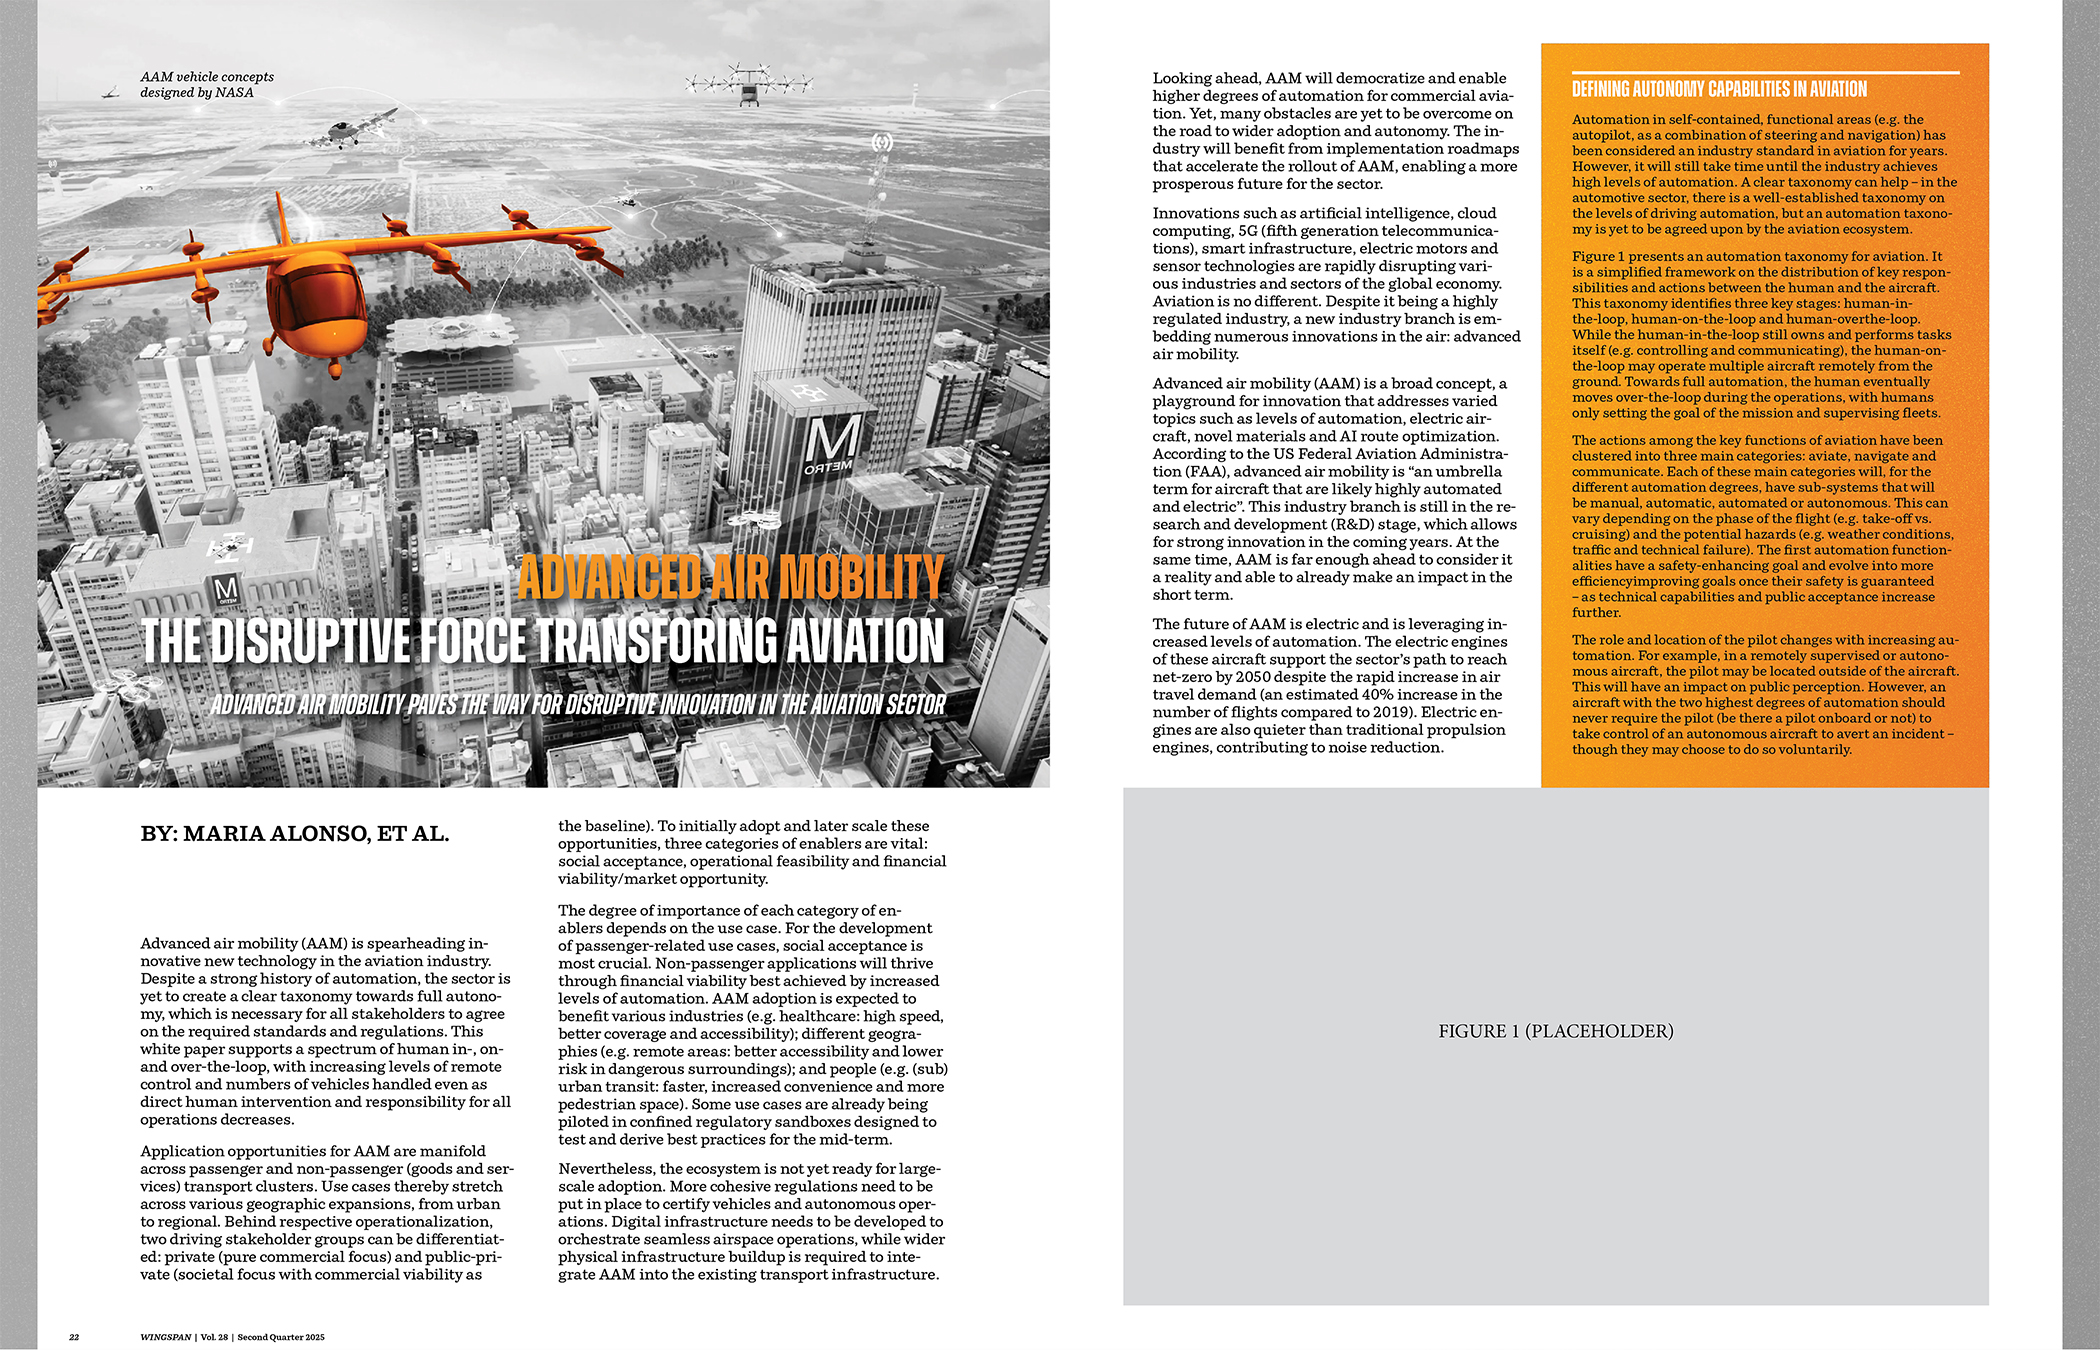 AAM vehicle concepts
designed by NASA
M
METRO
M
METRO
ADVANCED AIR MOBILITY
THE DISRUPTIVE FORCE TRANSFORING AVIATION
ADVANCED AIR MOBILITY PAVES THE WAY FOR DISRUPTIVE INNOVATION IN THE AVIATION SECTOR
BY: MARIA ALONSO, ET AL.
Advanced air mobility (AAM) is spearheading in-
novative new technology in the aviation industry.
Despite a strong history of automation, the sector is
yet to create a clear taxonomy towards full autono-
my, which is necessary for all stakeholders to agree
on the required standards and regulations. This
white paper supports a spectrum of human in-, on-
and over-the-loop, with increasing levels of remote
control and numbers of vehicles handled even as
direct human intervention and responsibility for all
operations decreases.
Application opportunities for AAM are manifold
across passenger and non-passenger (goods and ser-
vices) transport clusters. Use cases thereby stretch
across various geographic expansions, from urban
to regional. Behind respective operationalization,
two driving stakeholder groups can be differentiat-
ed: private (pure commercial focus) and public-pri-
vate (societal focus with commercial viability as
the baseline). To initially adopt and later scale these
opportunities, three categories of enablers are vital:
social acceptance, operational feasibility and financial
viability/market opportunity.
The degree of importance of each category of en-
ablers depends on the use case. For the development
of passenger-related use cases, social acceptance is
most crucial. Non-passenger applications will thrive
through financial viability best achieved by increased
levels of automation. AAM adoption is expected to
benefit various industries (e.g. healthcare: high speed,
better coverage and accessibility); different geogra-
phies (e.g. remote areas: better accessibility and lower
risk in dangerous surroundings); and people (e.g. (sub)
urban transit: faster, increased convenience and more
pedestrian space). Some use cases are already being
piloted in confined regulatory sandboxes designed to
test and derive best practices for the mid-term.
Nevertheless, the ecosystem is not yet ready for large-
scale adoption. More cohesive regulations need to be
put in place to certify vehicles and autonomous oper-
ations. Digital infrastructure needs to be developed to
orchestrate seamless airspace operations, while wider
physical infrastructure buildup is required to inte-
grate AAM into the existing transport infrastructure.
22
WINGSPAN | Vol. 28 | Second Quarter 2025
Looking ahead, AAM will democratize and enable
higher degrees of automation for commercial avia-
tion. Yet, many obstacles are yet to be overcome on
the road to wider adoption and autonomy. The in-
dustry will benefit from implementation roadmaps
that accelerate the rollout of AAM, enabling a more
prosperous future for the sector.
Innovations such as artificial intelligence, cloud
computing, 5G (fifth generation telecommunica-
tions), smart infrastructure, electric motors and
sensor technologies are rapidly disrupting vari-
ous industries and sectors of the global economy.
Aviation is no different. Despite it being a highly
regulated industry, a new industry branch is em-
bedding numerous innovations in the air: advanced
air mobility.
Advanced air mobility (AAM) is a broad concept, a
playground for innovation that addresses varied
topics such as levels of automation, electric air-
craft, novel materials and AI route optimization.
According to the US Federal Aviation Administra-
tion (FAA), advanced air mobility is “an umbrella
term for aircraft that are likely highly automated
and electric”. This industry branch is still in the re-
search and development (R&D) stage, which allows
for strong innovation in the coming years. At the
same time, AAM is far enough ahead to consider it
a reality and able to already make an impact in the
short term.
The future of AAM is electric and is leveraging in-
creased levels of automation. The electric engines
of these aircraft support the sector’s path to reach
net-zero by 2050 despite the rapid increase in air
travel demand (an estimated 40% increase in the
number of flights compared to 2019). Electric en-
gines are also quieter than traditional propulsion
engines, contributing to noise reduction.
DEFINING AUTONOMY CAPABILITIES IN AVIATION
Automation in self-contained, functional areas (e.g. the
autopilot, as a combination of steering and navigation) has
been considered an industry standard in aviation for years.
However, it will still take time until the industry achieves
high levels of automation. A clear taxonomy can help – in the
automotive sector, there is a well-established taxonomy on
the levels of driving automation, but an automation taxono-
my is yet to be agreed upon by the aviation ecosystem.
Figure 1 presents an automation taxonomy for aviation. It
is a simplified framework on the distribution of key respon-
sibilities and actions between the human and the aircraft.
This taxonomy identifies three key stages: human-in-
the-loop, human-on-the-loop and human-overthe-loop.
While the human-in-the-loop still owns and performs tasks
itself (e.g. controlling and communicating), the human-on-
the-loop may operate multiple aircraft remotely from the
ground. Towards full automation, the human eventually
moves over-the-loop during the operations, with humans
only setting the goal of the mission and supervising fleets.
The actions among the key functions of aviation have been
clustered into three main categories: aviate, navigate and
communicate. Each of these main categories will, for the
different automation degrees, have sub-systems that will
be manual, automatic, automated or autonomous. This can
vary depending on the phase of the flight (e.g. take-off vs.
cruising) and the potential hazards (e.g. weather conditions,
traffic and technical failure). The first automation function-
alities have a safety-enhancing goal and evolve into more
efficiencyimproving goals once their safety is guaranteed
– as technical capabilities and public acceptance increase
further.
The role and location of the pilot changes with increasing au-
tomation. For example, in a remotely supervised or autono-
mous aircraft, the pilot may be located outside of the aircraft.
This will have an impact on public perception. However, an
aircraft with the two highest degrees of automation should
never require the pilot (be there a pilot onboard or not) to
take control of an autonomous aircraft to avert an incident –
though they may choose to do so voluntarily.
FIGURE 1 (PLACEHOLDER)